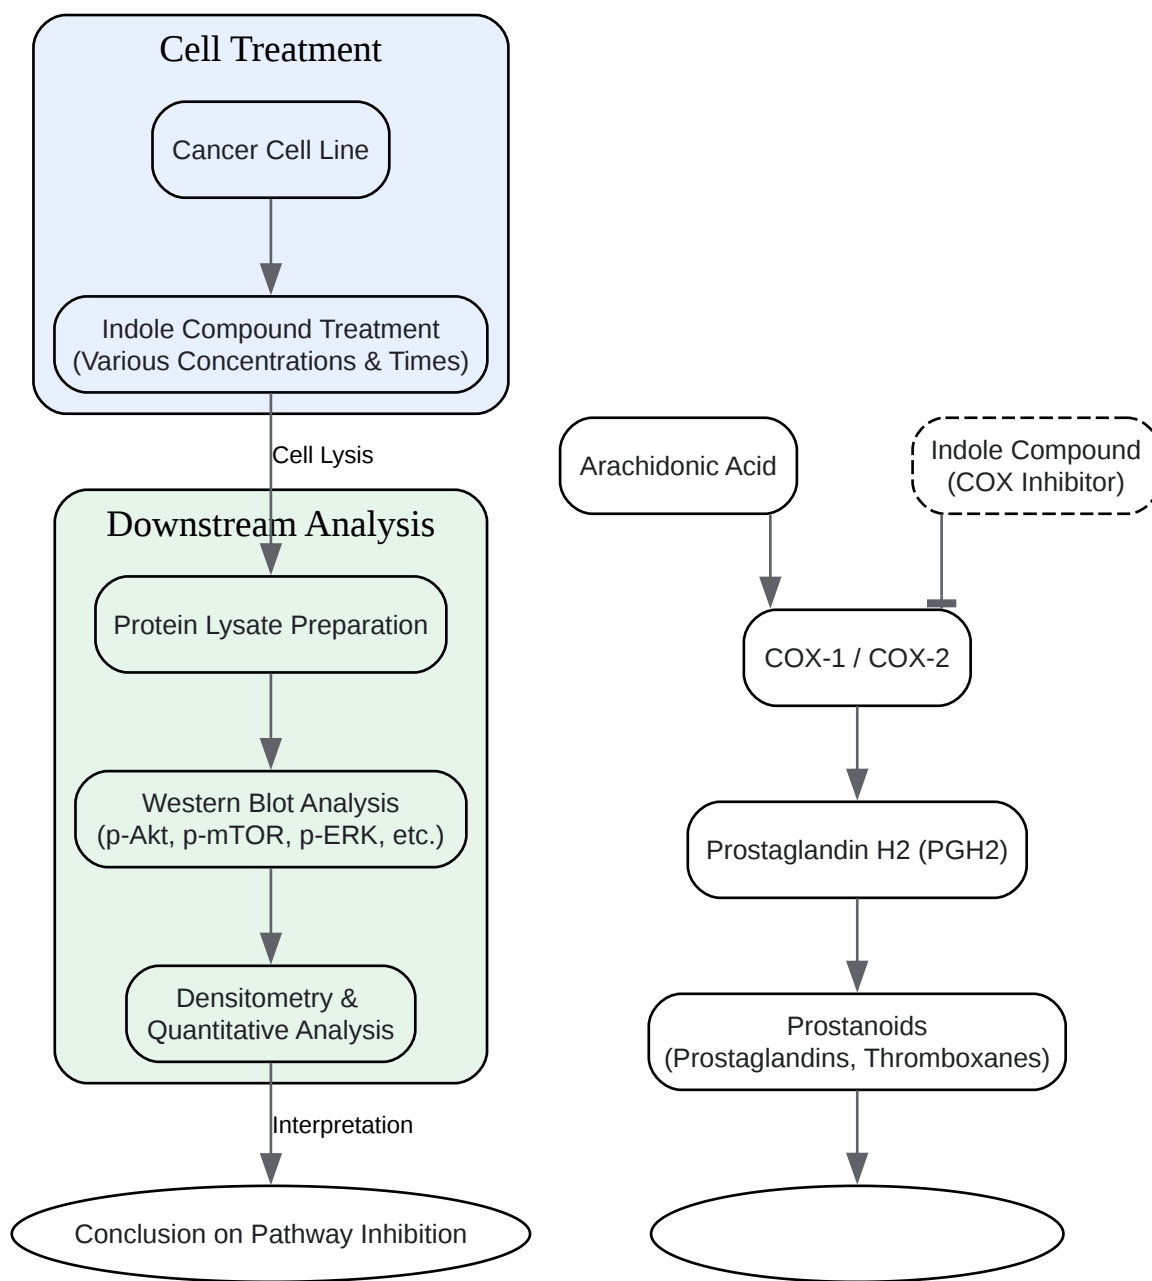 Cell Treatment
Cancer Cell Line
Indole Compound Treatment
(Various Concentrations & Times)
Cell Lysis
Downstream Analysis
Protein Lysate Preparation
Western Blot Analysis
(p-Akt, p-mTOR, p-ERK, etc.)
Densitometry &
Quantitative Analysis
Interpretation
Conclusion on Pathway Inhibition
Arachidonic Acid
Indole Compound
(COX Inhibitor)
COX-1 / COX-2
Prostaglandin H2 (PGH2)
Prostanoids
(Prostaglandins, Thromboxanes)